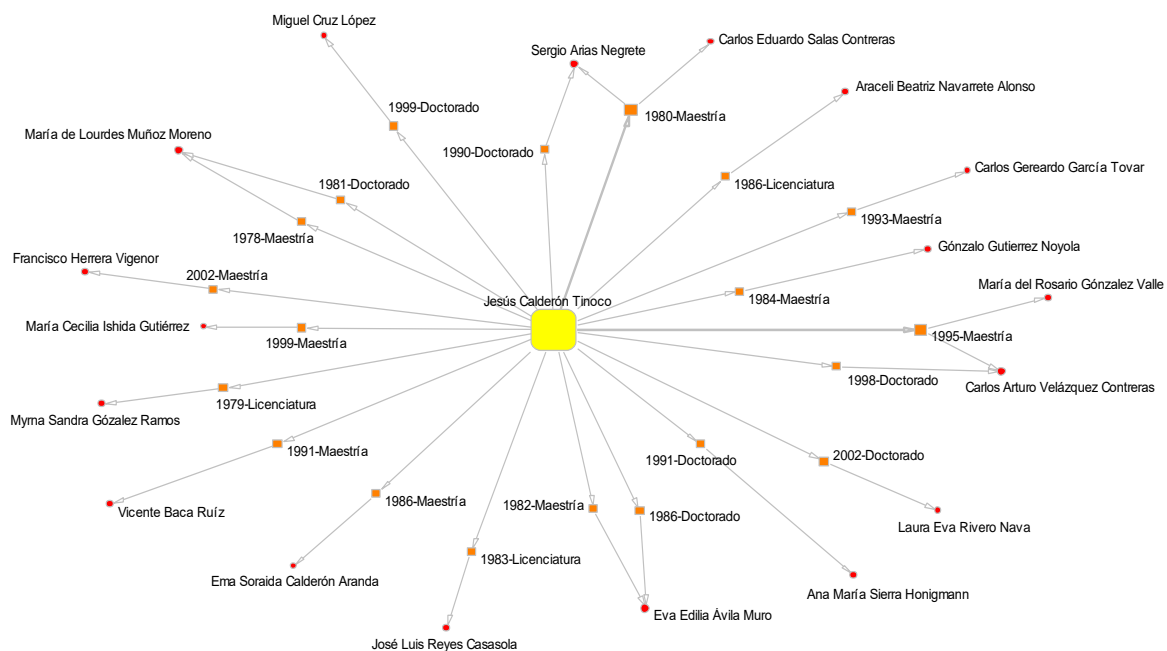 Miguel Cruz López
Carlos Eduardo Salas Contreras
Sergio Arias Negrete
Araceli Beatriz Navarrete Alonso
1999-Doctorado
1980-Maestría
María de Lourdes Muñoz Moreno
1990-Doctorado
Carlos Gereardo García Tovar
1981-Doctorado
1986-Licenciatura
1993-Maestría
1978-Maestría
Gónzalo Gutierrez Noyola
Francisco Herrera Vigenor
2002-Maestría
María del Rosario Gónzalez Valle
1984-Maestría
Jesús Calderón Tinoco
María Cecilia Ishida Gutiérrez
1999-Maestría
1995-Maestría
1998-Doctorado
Carlos Arturo Velázquez Contreras
1979-Licenciatura
Myrna Sandra Gózalez Ramos
1991-Maestría
1991-Doctorado
2002-Doctorado
1986-Maestría
1982-Maestría
Vicente Baca Ruíz
1986-Doctorado
Laura Eva Rivero Nava
1983-Licenciatura
Ema Soraida Calderón Aranda
Ana María Sierra Honigmann
Eva Edilia Ávila Muro
José Luis Reyes Casasola